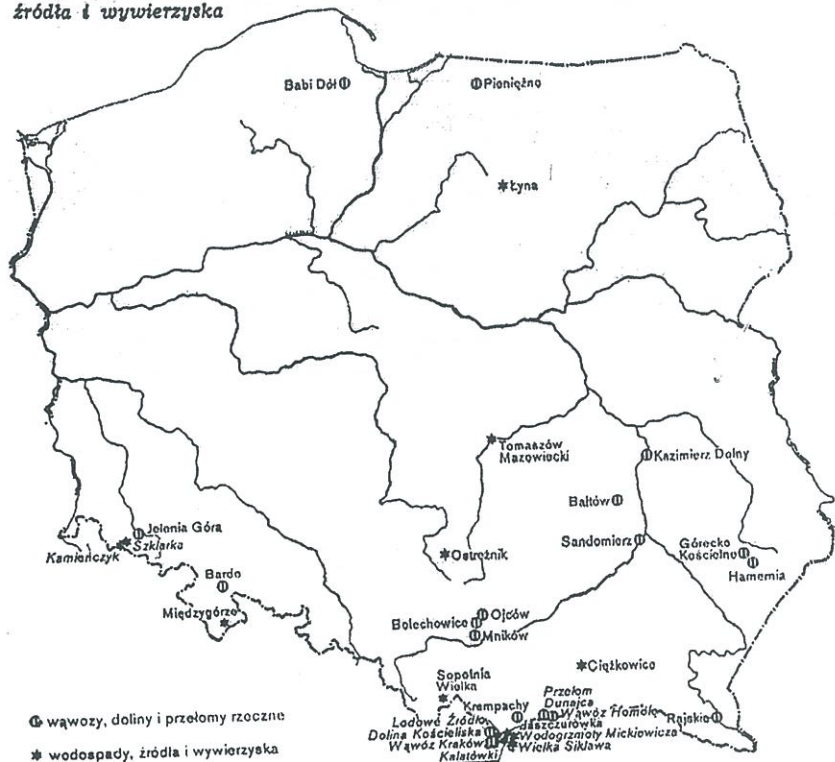 źródła i wywierzyska
Babi Dół
Pieniężno
Łyna
Tomaszów
Mazowiecki
Kazimierz Dolny
Bałtów
Jelenia Góra
Szklarka
Kamieńczyk
Ostrężnik
Sandomierz
Górecko
Kościelno
Hamernia
Bardo
Międzygórze
Ojców
Bolechowice
Mników
Ciężkowice
Sopotnia
Wielka
Krempachy
Przełom
Dunajca
Wąwóz Homole
Rajskie
Lodowe Źródło
Jaszczurówka
Dolina Kościeliska
Wodogrzmoty Mickiewicza
Wąwóz Kraków
Wielka Siklawa
Kalatówki
wąwozy, doliny i przełomy rzeczne
wodospady, źródła i wywierzyska